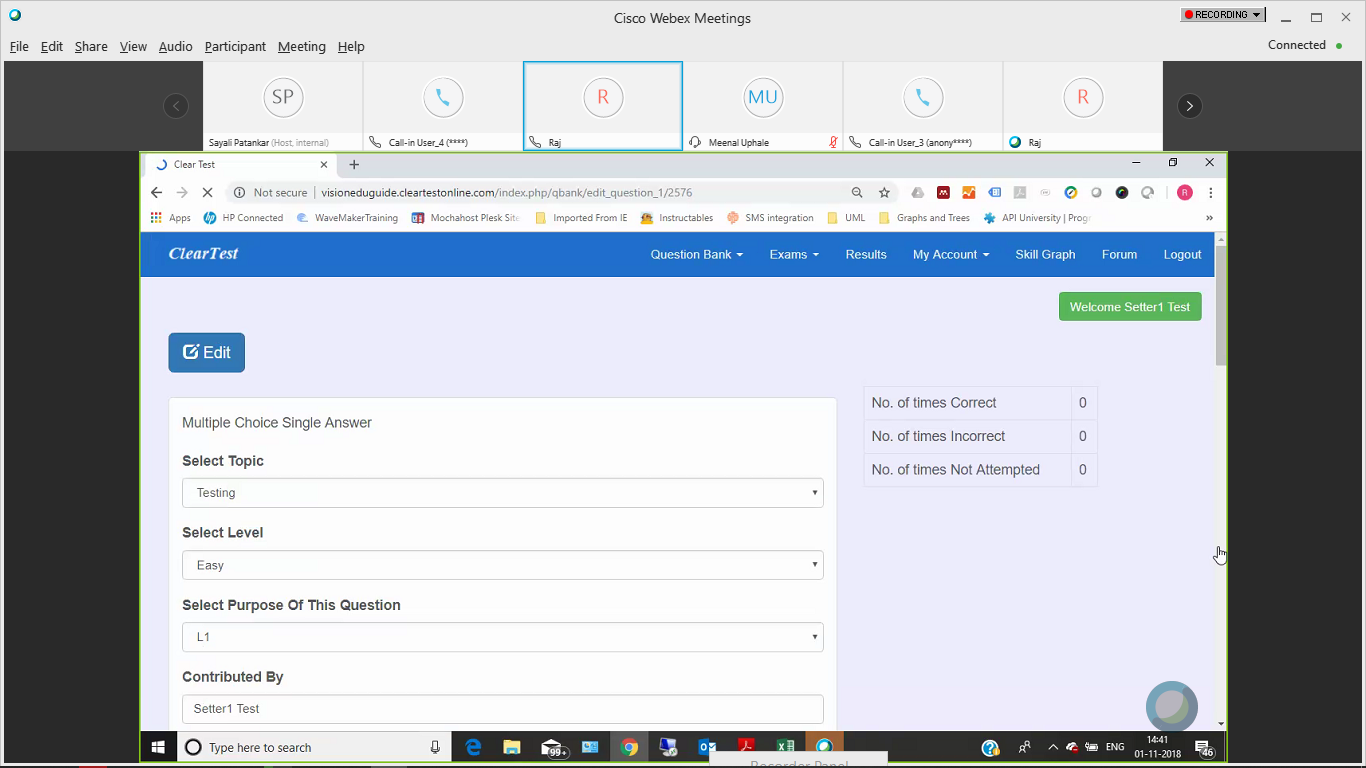 Cisco Webex Meetings
RECORDING
File Edit Share View Audio Participant Meeting Help
Connected
SP R MU R
Sayali Patankar (Host, internal) Call-in User_4 (****) Raj Meenal Uphale Call-in User_3 (anony****) Raj
Clear Test
Not secure visioneduguide.cleartestonline.com/index.php/qbank/edit_question_1/2576
R
Apps HP Connected WaveMakerTraining Mochahost Plesk Site Imported From IE Instructables SMS integration UML Graphs and Trees API University | Prog
ClearTest Question Bank Exams Results My Account Skill Graph Forum Logout
Welcome Setter1 Test
Edit
Multiple Choice Single Answer
Select Topic
Testing
Select Level
Easy
Select Purpose Of This Question
L1
Contributed By
Setter1 Test
No. of times Correct 0
No. of times Incorrect 0
No. of times Not Attempted 0
Type here to search
99+
ENG
14:41
01-11-2018
46
Recorder Panel